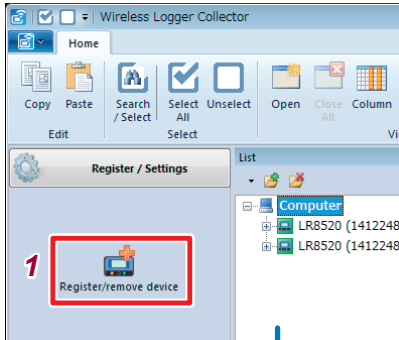 Wireless Logger Collector
Home
Copy Paste Search / Select Select All Unselect Open Close All Column
Edit Select Vi
Register / Settings
List
Computer
LR8520 (1412248
LR8520 (1412248
1
Register/remove device